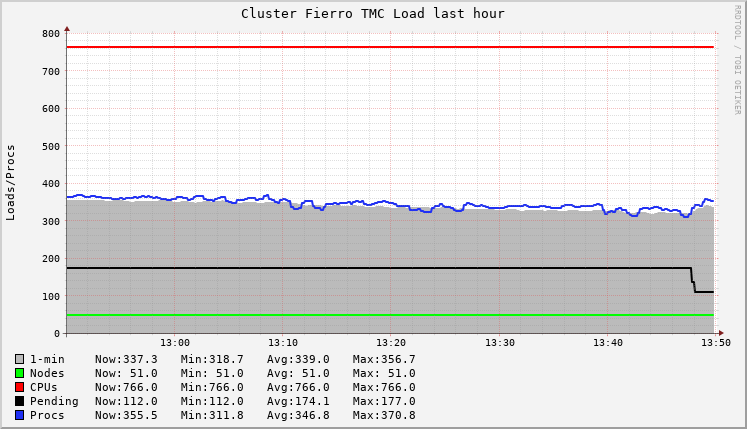 Cluster Fierro TMC Load last hour
RRDTOOL / TOBI OETIKER
Loads/Procs
800
700
600
500
400
300
200
100
0
13:00 13:10 13:20 13:30 13:40 13:50
1-min Now:337.3 Min:318.7 Avg:339.0 Max:356.7
Nodes Now: 51.0 Min: 51.0 Avg: 51.0 Max: 51.0
CPUs Now:766.0 Min:766.0 Avg:766.0 Max:766.0
Pending Now:112.0 Min:112.0 Avg:174.1 Max:177.0
Procs Now:355.5 Min:311.8 Avg:346.8 Max:370.8